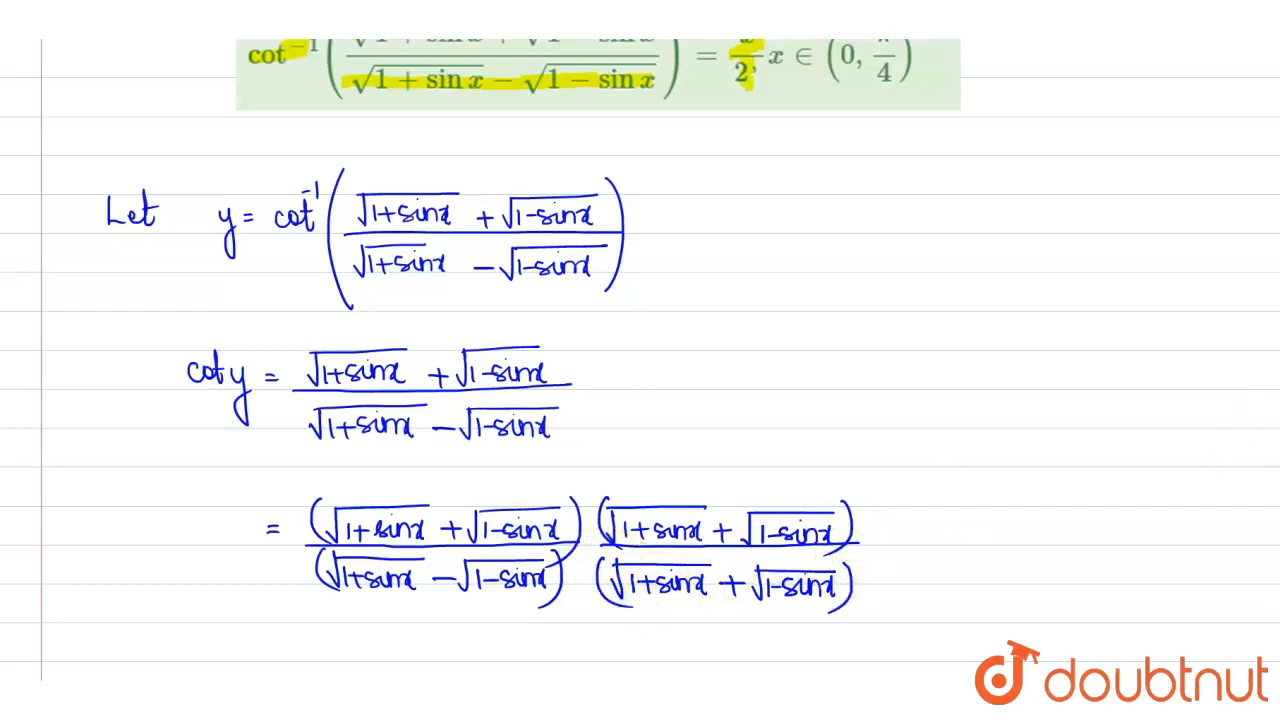 cot⁻¹(√1 + sin x + √1 − sin x / √1 + sin x − √1 − sin x) = x/2, x ∈ (0, π/4)
Let y = cot⁻¹(√1+sinx + √1-sinx / √1+sinx - √1-sinx)
cot y = √1+sinx + √1-sinx / √1+sinx - √1-sinx
= (√1+sinx + √1-sinx) (√1+sinx + √1-sinx) / (√1+sinx - √1-sinx) (√1+sinx + √1-sinx)
doubtnut